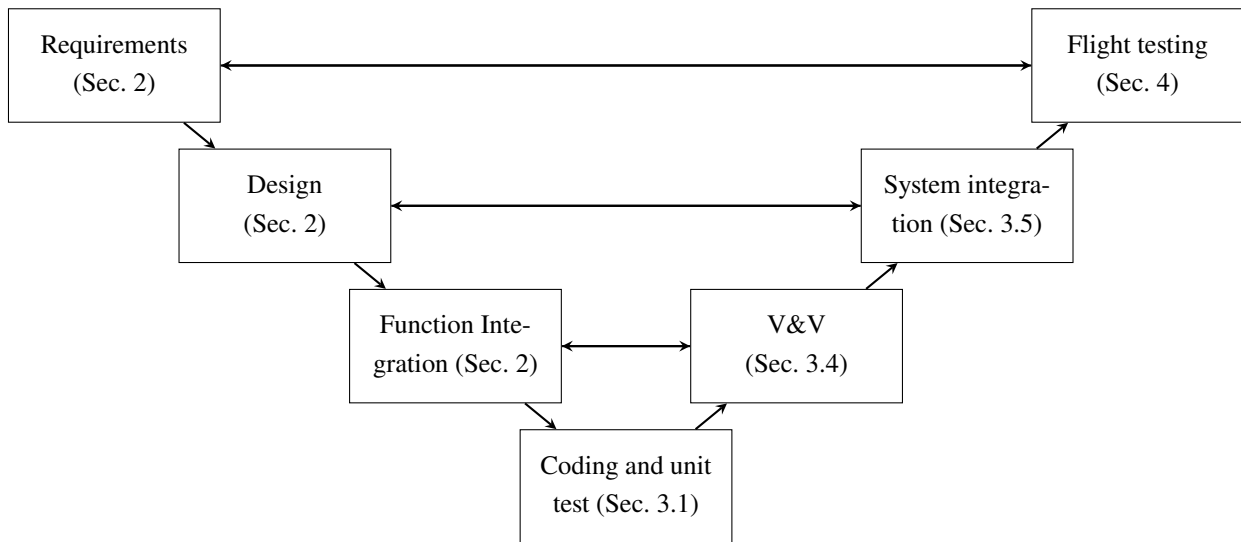 Requirements
(Sec. 2)
Flight testing
(Sec. 4)
Design
(Sec. 2)
System integra-
tion (Sec. 3.5)
Function Inte-
gration (Sec. 2)
V&V
(Sec. 3.4)
Coding and unit
test (Sec. 3.1)